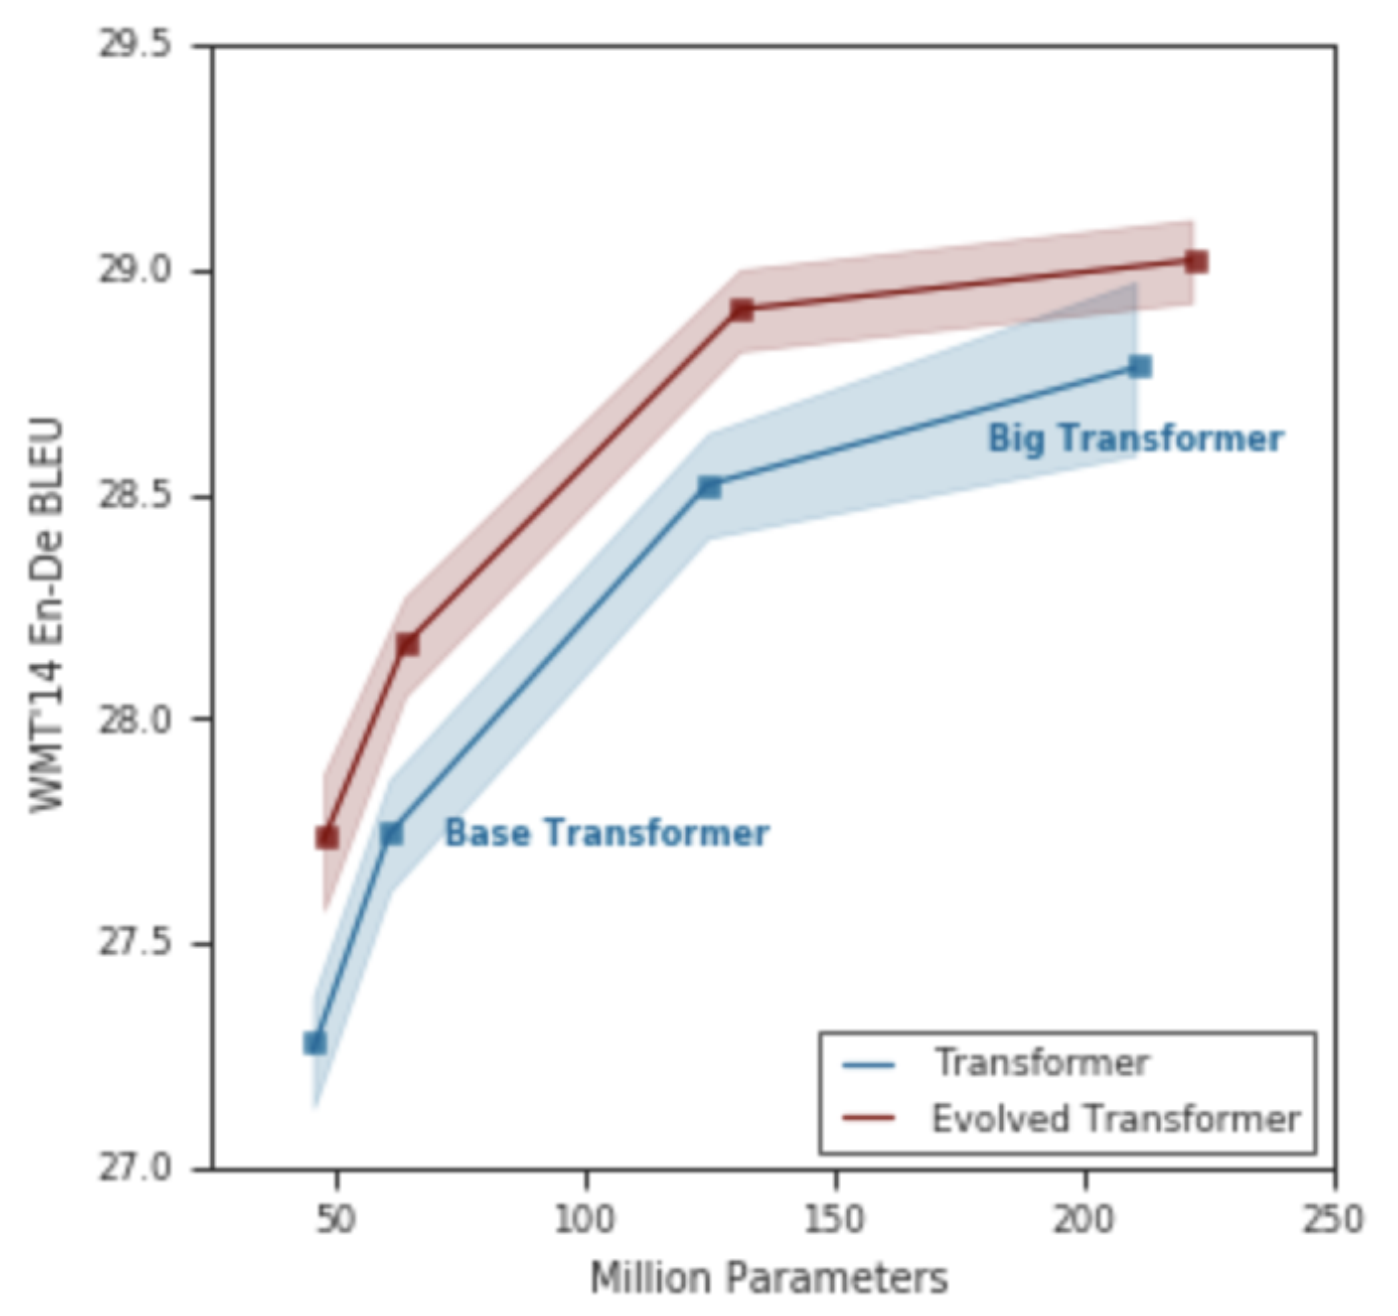 29.5
29.0
28.5
28.0
27.5
27.0
WMT'14 En-De BLEU
Big Transformer
Base Transformer
Transformer
Evolved Transformer
50 100 150 200 250
Million Parameters